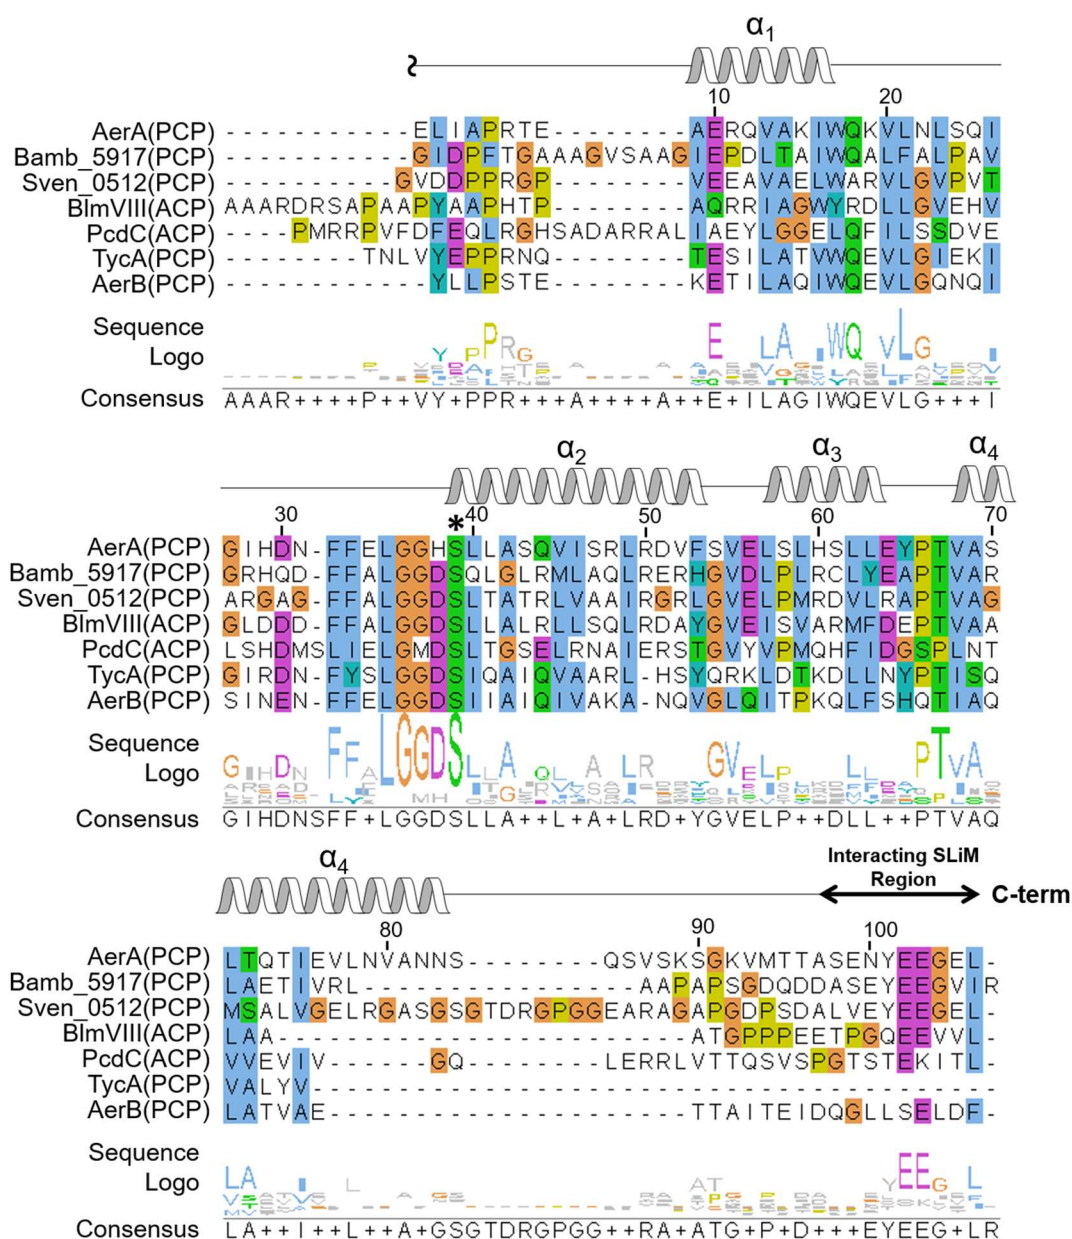 α1
10 20
AerA(PCP) -----------ELIAPRTE--------AERQVAKIWQKVLNLSQI
Bamb_5917(PCP) -----------GIDPFTGAAAGVSAAGIEPDLTAIWQALFALPAV
Sven_0512(PCP) ----------GVDDPPRGP--------VEEAVAELWARVLGVPVT
BlmVIII(ACP) AAARDRSAPAAPYAAPHTP--------AQRRIAGWYRDLLGVEHV
PcdC(ACP) ----PMRRPVFDFEQLRGHSADARRALIAEYLGGELQFILSSDVE
TycA(PCP) --------TNLVYEPPRNQ--------TESILATVWQEVLGIEKI
AerB(PCP) ------------YLLPSTE--------KETILAQIWQEVLGQNQI
Sequence
Logo
Consensus AAAR++++P++VY+PPR+++A++++A++E+ILAGIWQEVLG+++I
α2 α3 α4
30 * 40 50 60 70
AerA(PCP) GIHDN-FFELGGHSLLASQVISRLRDVFSVELSLHSLLEYPTVAS
Bamb_5917(PCP) GRHQD-FFALGGDSQLGLRMLAQLRERHGVDLPLRCLYEAPTVAR
Sven_0512(PCP) ARGAG-FFALGGDSLTATRLVAAIRGRLGVELPMRDVLRAPTVAG
BlmVIII(ACP) GLDDD-FFALGGDSLLALRLLSQLRDAYGVEISVARMFDEPTVAA
PcdC(ACP) LSHDMSLIELGMDSLTGSELRNAIERSTGVYVPMQHFIDGSPLNT
TycA(PCP) GIRDN-FYSLGGDSIQAIQVAARL-HSYQRKLDTKDLLNYPTISQ
AerB(PCP) SINEN-FFELGGDSIIAIQIVAKA-NQVGLQITPKQLFSHQTIAQ
Sequence
Logo
Consensus GIHDNSFF+LGGDSLLA++L+A+LRD+YGVELP++DLL++PTVAQ
α4
Interacting SLiM
Region
C-term
80 90 100
AerA(PCP) LTQTIEVLNVANNS--------QSVSKSGKVMTTASENYEEGEL-
Bamb_5917(PCP) LAETIVRL----------------AAPAPSGDQDDASEYEEGVIR
Sven_0512(PCP) MSALVGELRGASGSGTDRGPGGEARAGAPGDPSDALVEYEEGEL-
BlmVIII(ACP) LAA------------------------ATGPPPEETPGQEEVVL-
PcdC(ACP) VVEVIV------GQ--------LERRLVTTQSVSPGTSTEKITL-
TycA(PCP) VALYV----------------------------------------
AerB(PCP) LATVAE---------------------TTAITEIDQGLLSELDF-
Sequence
Logo
Consensus LA++I++L++A+GSGTDRGPGG++RA+ATG+P+D+++EYEEG+LR